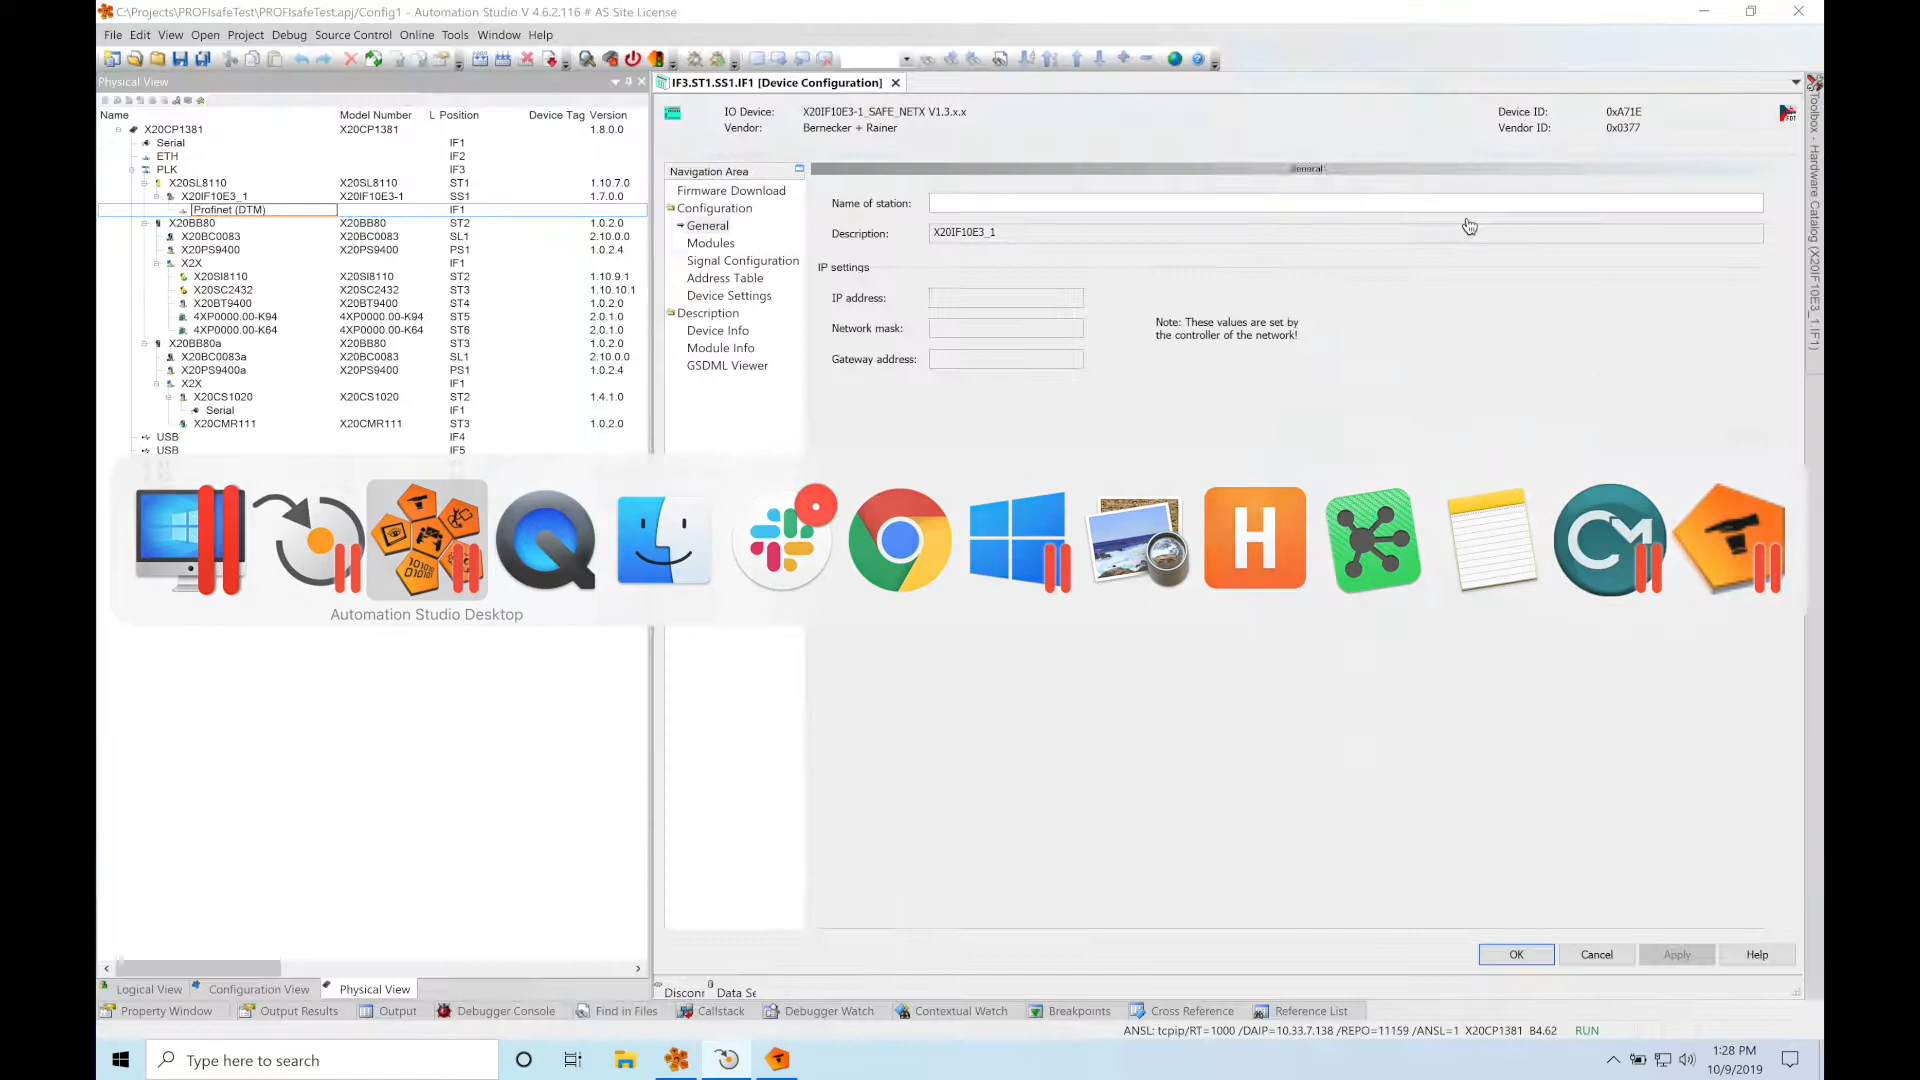 C:\Projects\PROFIsafeTest\PROFIsafeTest.apj/Config1 - Automation Studio V 4.6.2.116 # AS Site License
File Edit View Open Project Debug Source Control Online Tools Window Help
Physical View
IF3.ST1.SS1.IF1 [Device Configuration]
Name Model Number L Position Device Tag Version
X20CP1381 X20CP1381 1.8.0.0
Serial IF1
ETH IF2
PLK IF3
X20SL8110 X20SL8110 ST1 1.10.7.0
X20IF10E3_1 X20IF10E3-1 SS1 1.7.0.0
Profinet (DTM) IF1
X20BB80 X20BB80 ST2 1.0.2.0
X20BC0083 X20BC0083 SL1 2.10.0.0
X20PS9400 X20PS9400 PS1 1.0.2.4
X2X IF1
X20SI8110 X20SI8110 ST2 1.10.9.1
X20SC2432 X20SC2432 ST3 1.10.10.1
X20BT9400 X20BT9400 ST4 1.0.2.0
4XP0000.00-K94 4XP0000.00-K94 ST5 2.0.1.0
4XP0000.00-K64 4XP0000.00-K64 ST6 2.0.1.0
X20BB80a X20BB80 ST3 1.0.2.0
X20BC0083a X20BC0083 SL1 2.10.0.0
X20PS9400a X20PS9400 PS1 1.0.2.4
X2X IF1
X20CS1020 X20CS1020 ST2 1.4.1.0
Serial IF1
X20CMR111 X20CMR111 ST3 1.0.2.0
USB IF4
USB IF5
IO Device: X20IF10E3-1_SAFE_NETX V1.3.x.x Device ID: 0xA71E
Vendor: Bernecker + Rainer Vendor ID: 0x0377
FDT
Navigation Area
Firmware Download
Configuration
General
Modules
Signal Configuration
Address Table
Device Settings
Description
Device Info
Module Info
GSDML Viewer
General
Name of station:
Description: X20IF10E3_1
IP settings
IP address:
Network mask:
Gateway address:
Note: These values are set by
the controller of the network!
Toolbox - Hardware Catalog (X20IF10E3_1.IF1)
H
Automation Studio Desktop
OK Cancel Apply Help
Disconr Data Se
Logical View Configuration View Physical View
Property Window Output Results Output Debugger Console Find in Files Callstack Debugger Watch Contextual Watch Breakpoints Cross Reference Reference List
ANSL: tcpip/RT=1000 /DAIP=10.33.7.138 /REPO=11159 /ANSL=1 X20CP1381 B4.62 RUN
Type here to search
1:28 PM
10/9/2019